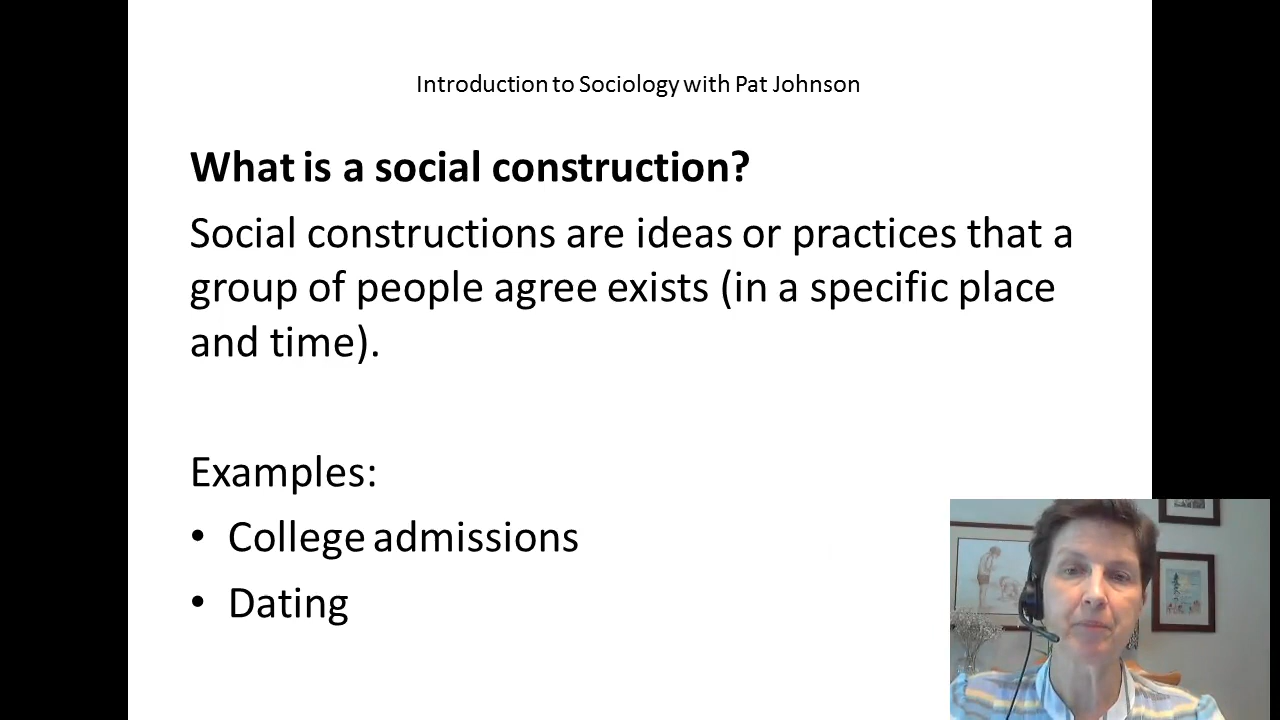 Introduction to Sociology with Pat Johnson
What is a social construction?
Social constructions are ideas or practices that a
group of people agree exists (in a specific place
and time).
Examples:
• College admissions
• Dating